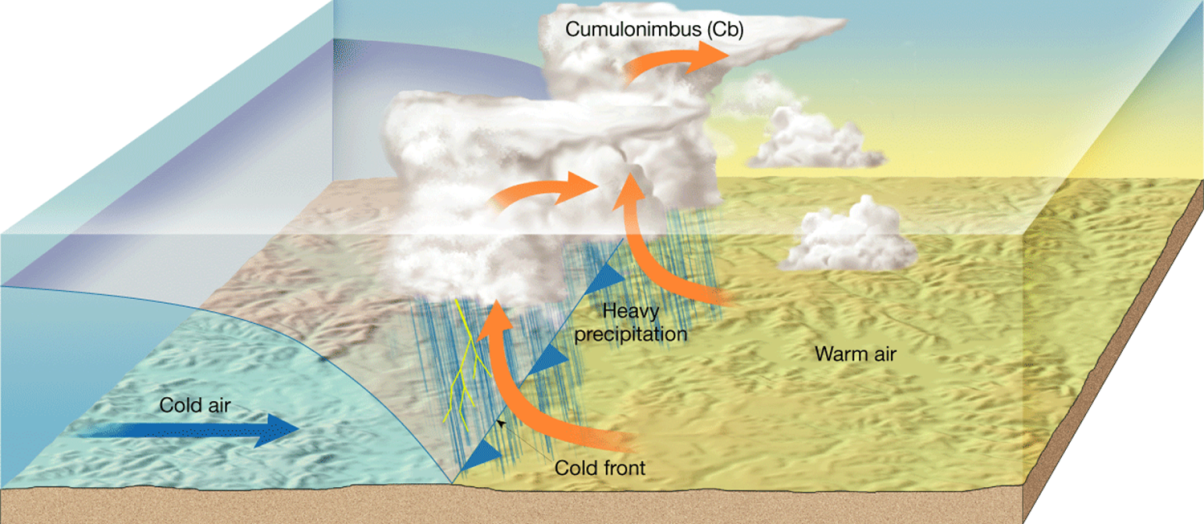 Cumulonimbus (Cb)
Heavy
precipitation
Warm air
Cold air
Cold front